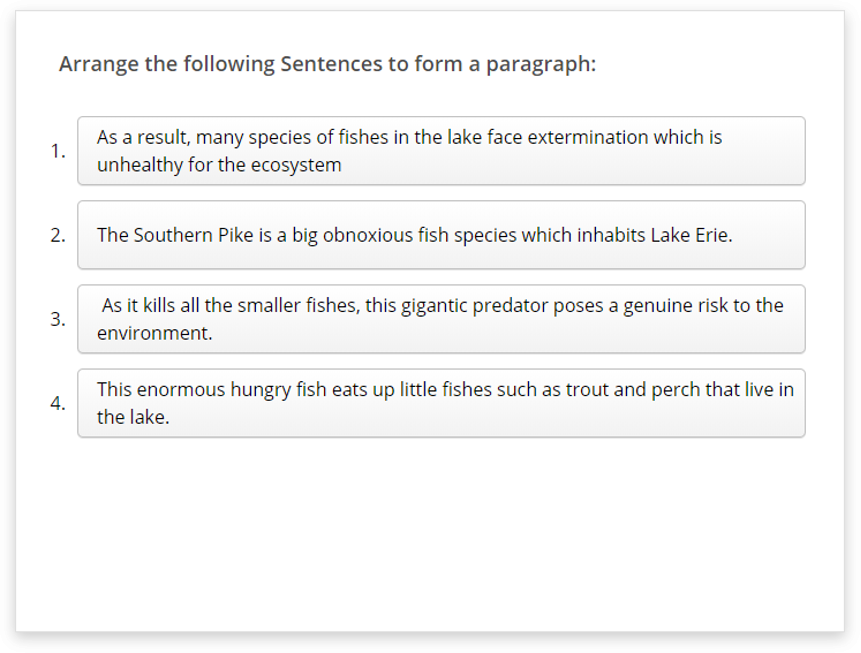 Arrange the following Sentences to form a paragraph:
1. As a result, many species of fishes in the lake face extermination which is
unhealthy for the ecosystem
2. The Southern Pike is a big obnoxious fish species which inhabits Lake Erie.
3. As it kills all the smaller fishes, this gigantic predator poses a genuine risk to the
environment.
4. This enormous hungry fish eats up little fishes such as trout and perch that live in
the lake.